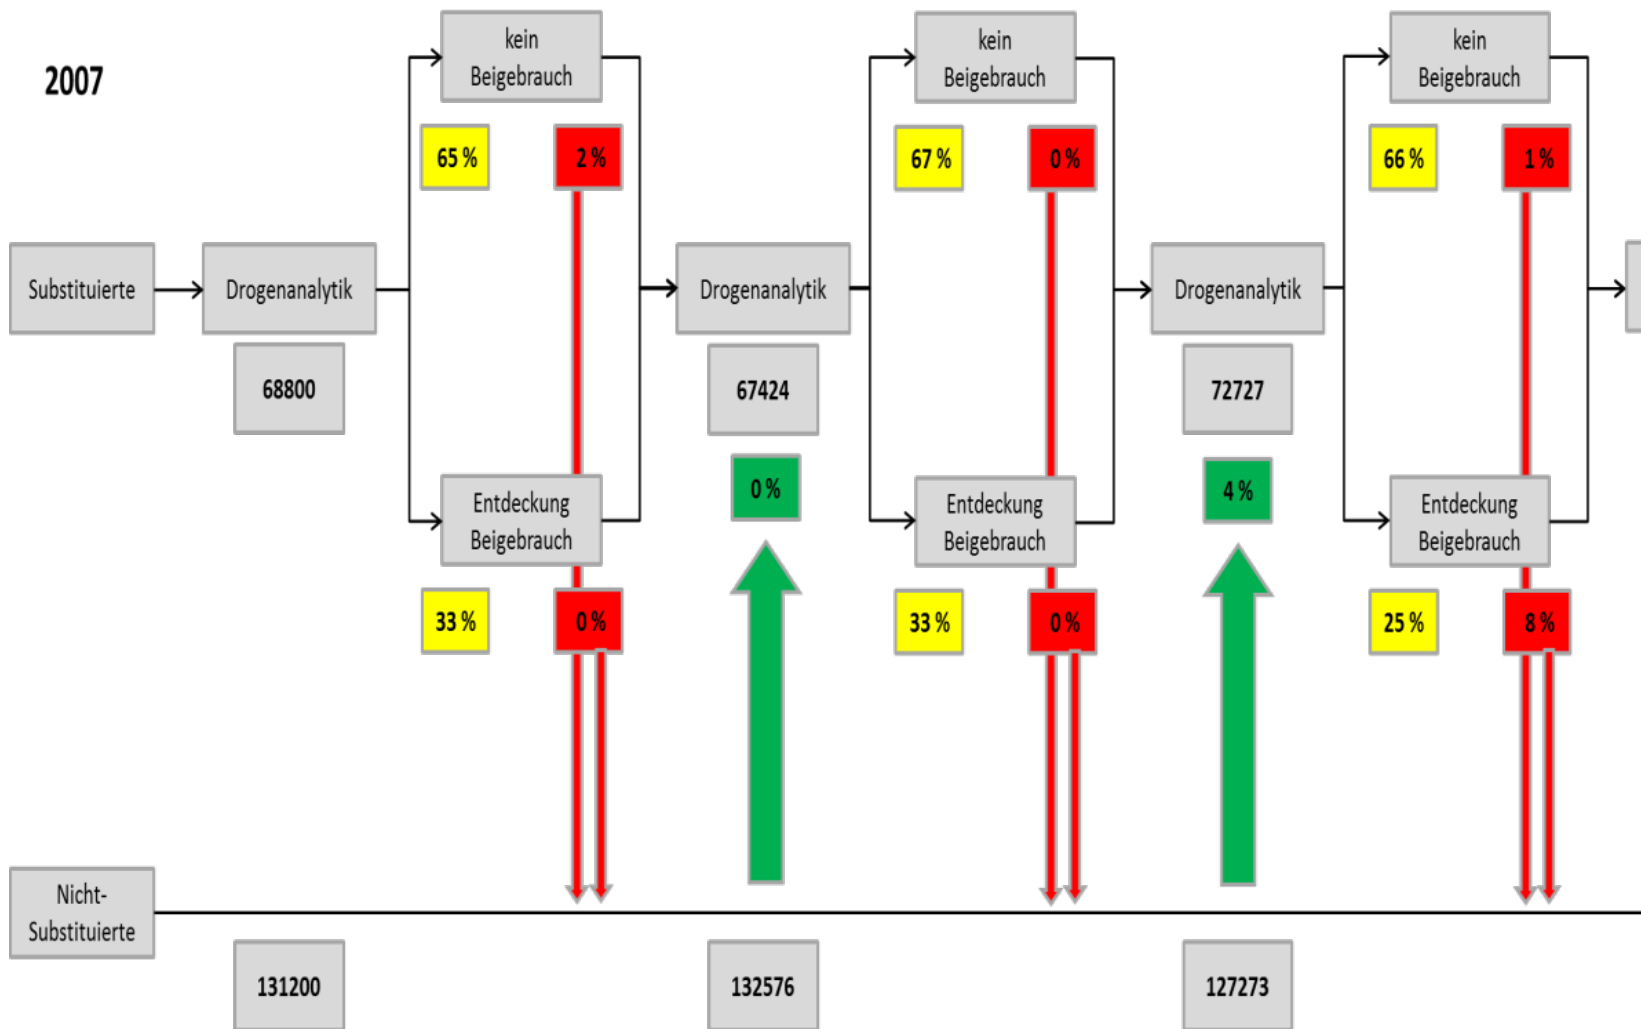 2007
kein
Beigebrauch
65 %
2 %
kein
Beigebrauch
67 %
0 %
kein
Beigebrauch
66 %
1 %
Substituierte
Drogenanalytik
68800
Drogenanalytik
67424
0 %
Drogenanalytik
72727
4 %
Entdeckung
Beigebrauch
33 %
0 %
Entdeckung
Beigebrauch
33 %
0 %
Entdeckung
Beigebrauch
25 %
8 %
Nicht-
Substituierte
131200
132576
127273